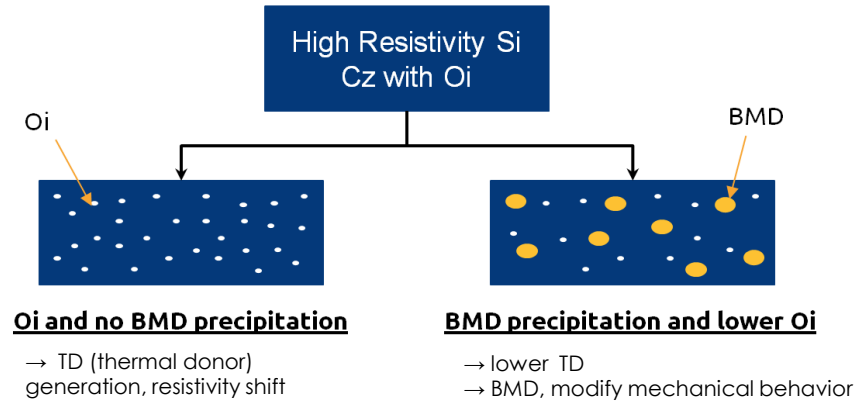 High Resistivity Si
Cz with Oi
Oi
BMD
Oi and no BMD precipitation
→ TD (thermal donor)
generation, resistivity shift
BMD precipitation and lower Oi
→ lower TD
→ BMD, modify mechanical behavior